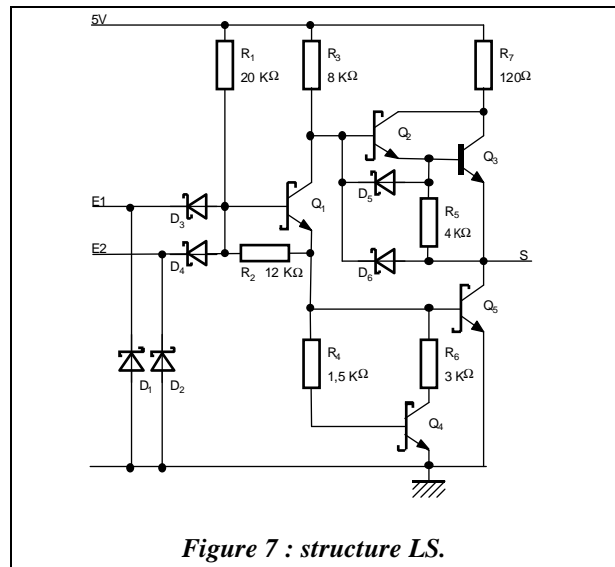 5V
R1
20 KΩ
R3
8 KΩ
R7
120Ω
Q2
Q3
E1
D3
Q1
D5
R5
4 KΩ
E2
D4
R2
12 KΩ
D6
S
Q5
D1
D2
R4
1,5 KΩ
R6
3 KΩ
Q4
Figure 7 : structure LS.